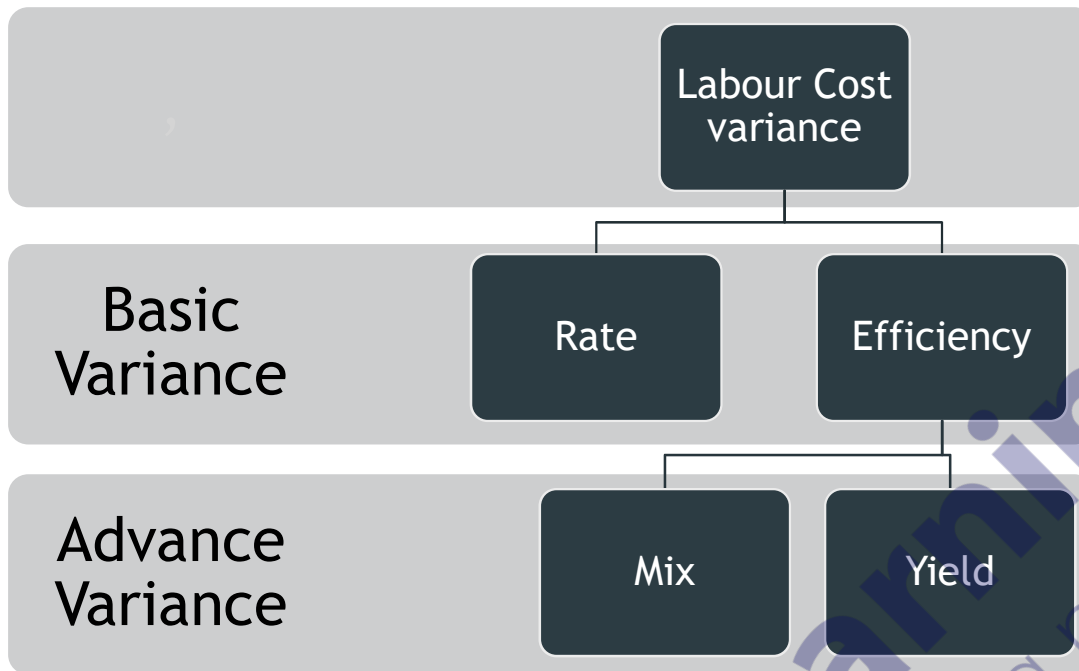 Labour Cost
variance
,
Basic
Variance
Rate
Efficiency
Advance
Variance
Mix
Yield